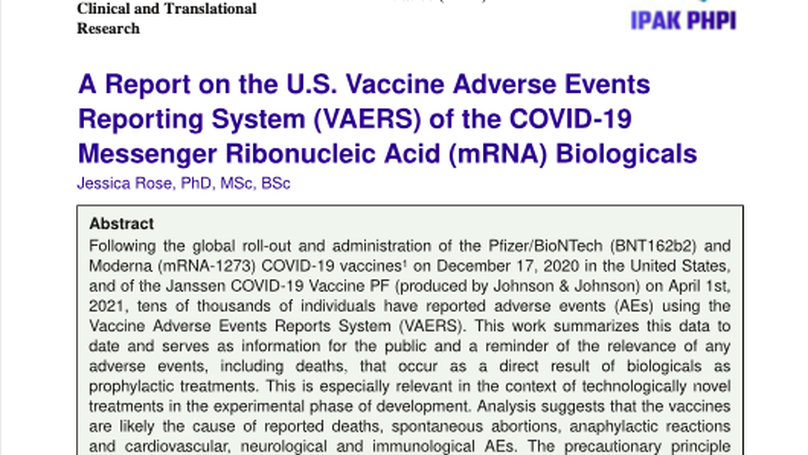 Clinical and Translational
Research
IPAK PHPI
A Report on the U.S. Vaccine Adverse Events
Reporting System (VAERS) of the COVID-19
Messenger Ribonucleic Acid (mRNA) Biologicals
Jessica Rose, PhD, MSc, BSc
Abstract
Following the global roll-out and administration of the Pfizer/BioNTech (BNT162b2) and
Moderna (mRNA-1273) COVID-19 vaccines¹ on December 17, 2020 in the United States,
and of the Janssen COVID-19 Vaccine PF (produced by Johnson & Johnson) on April 1st,
2021, tens of thousands of individuals have reported adverse events (AEs) using the
Vaccine Adverse Events Reports System (VAERS). This work summarizes this data to
date and serves as information for the public and a reminder of the relevance of any
adverse events, including deaths, that occur as a direct result of biologicals as
prophylactic treatments. This is especially relevant in the context of technologically novel
treatments in the experimental phase of development. Analysis suggests that the vaccines
are likely the cause of reported deaths, spontaneous abortions, anaphylactic reactions
and cardiovascular, neurological and immunological AEs. The precautionary principle